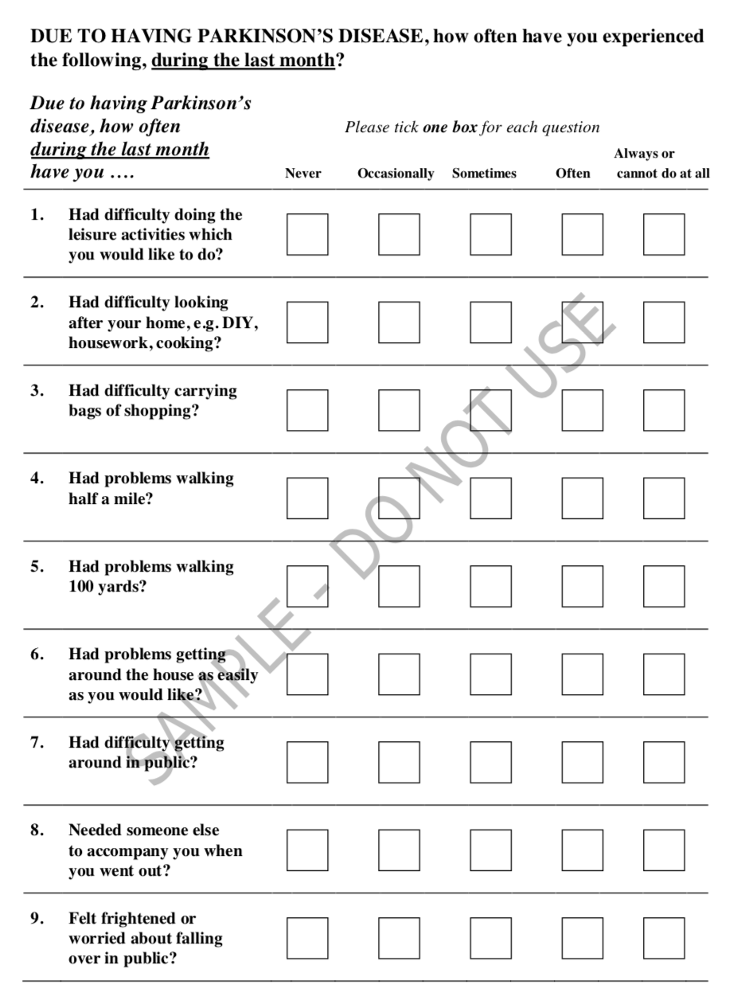 DUE TO HAVING PARKINSON’S DISEASE, how often have you experienced
the following, during the last month?
Due to having Parkinson’s
disease, how often
during the last month
have you ….
Please tick one box for each question
Never Occasionally Sometimes Often Always or
cannot do at all
1. Had difficulty doing the
leisure activities which
you would like to do?
2. Had difficulty looking
after your home, e.g. DIY,
housework, cooking?
3. Had difficulty carrying
bags of shopping?
4. Had problems walking
half a mile?
5. Had problems walking
100 yards?
6. Had problems getting
around the house as easily
as you would like?
7. Had difficulty getting
around in public?
8. Needed someone else
to accompany you when
you went out?
9. Felt frightened or
worried about falling
over in public?
SAMPLE - DO NOT USE